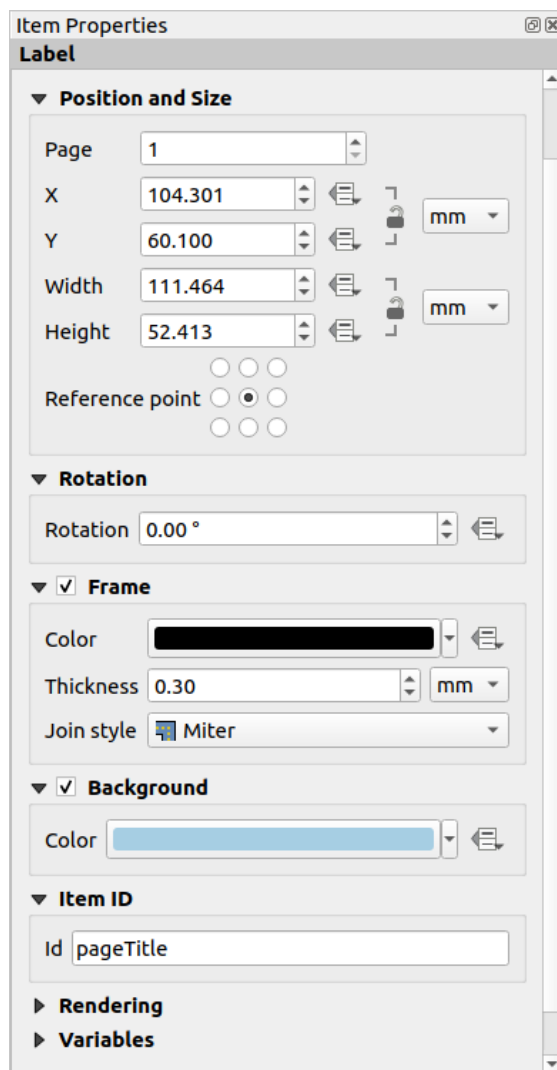 Item Properties
Label
Position and Size
Page 1
X 104.301
mm
Y 60.100
Width 111.464
mm
Height 52.413
Reference point
Rotation
Rotation 0.00 °
Frame
Color
Thickness 0.30 mm
Join style Miter
Background
Color
Item ID
Id pageTitle
Rendering
Variables